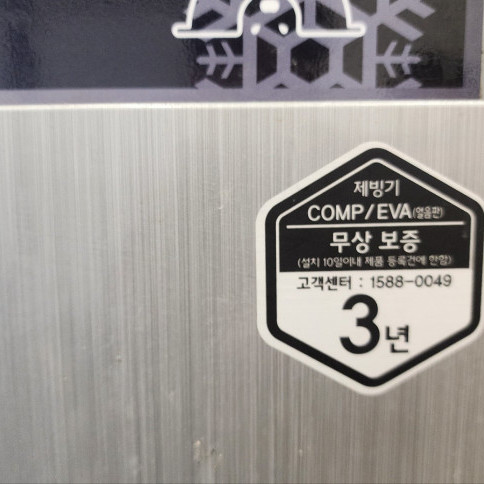 제빙기
COMP/EVA(얼음판)
무상 보증
(설치 10일이내 제품 등록건에 한함)
고객센터 : 1588-0049
3년